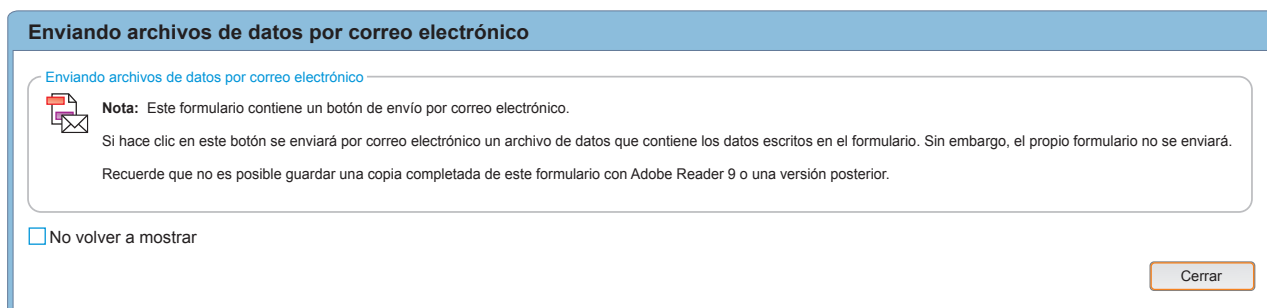 Enviando archivos de datos por correo electrónico
Enviando archivos de datos por correo electrónico
Nota: Este formulario contiene un botón de envío por correo electrónico.
Si hace clic en este botón se enviará por correo electrónico un archivo de datos que contiene los datos escritos en el formulario. Sin embargo, el propio formulario no se enviará.
Recuerde que no es posible guardar una copia completada de este formulario con Adobe Reader 9 o una versión posterior.
No volver a mostrar
Cerrar